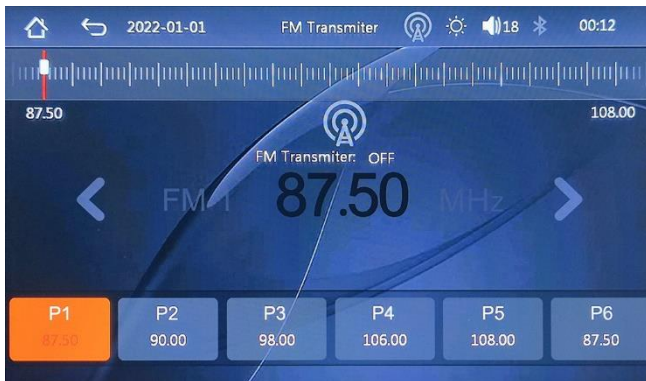 2022-01-01 FM Transmiter 18 00:12
87.50 108.00
FM Transmiter: OFF
FM 1 87.50 MHz
P1 P2 P3 P4 P5 P6
87.50 90.00 98.00 106.00 108.00 87.50